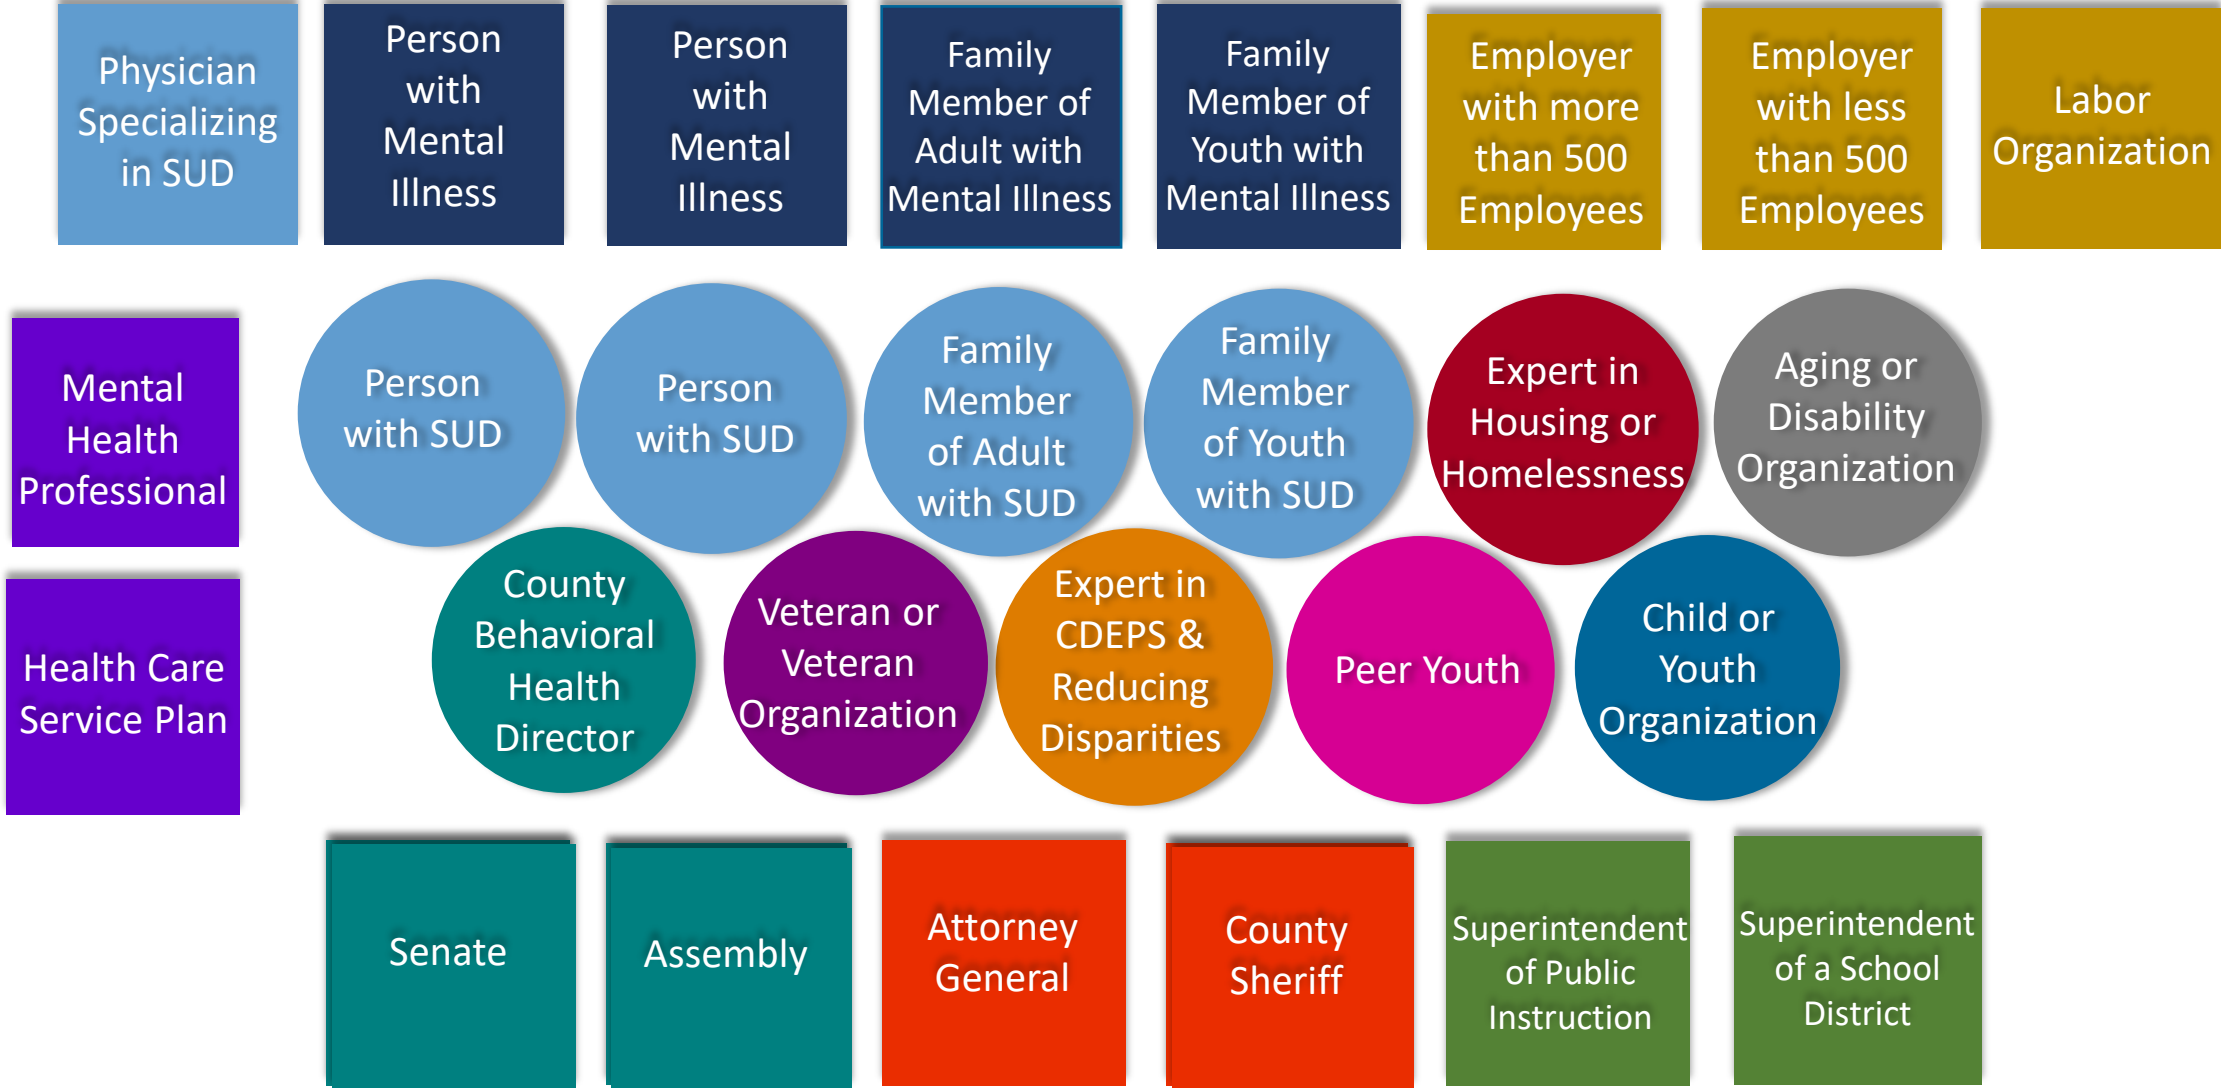 Physician
Specializing
in SUD
Person
with
Mental
Illness
Person
with
Mental
Illness
Family
Member of
Adult with
Mental Illness
Family
Member of
Youth with
Mental Illness
Employer
with more
than 500
Employees
Employer
with less
than 500
Employees
Labor
Organization
Mental
Health
Professional
Person
with SUD
Person
with SUD
Family
Member
of Adult
with SUD
Family
Member
of Youth
with SUD
Expert in
Housing or
Homelessness
Aging or
Disability
Organization
Health Care
Service Plan
County
Behavioral
Health
Director
Veteran or
Veteran
Organization
Expert in
CDEPS &
Reducing
Disparities
Peer Youth
Child or
Youth
Organization
Senate
Assembly
Attorney
General
County
Sheriff
Superintendent
of Public
Instruction
Superintendent
of a School
District